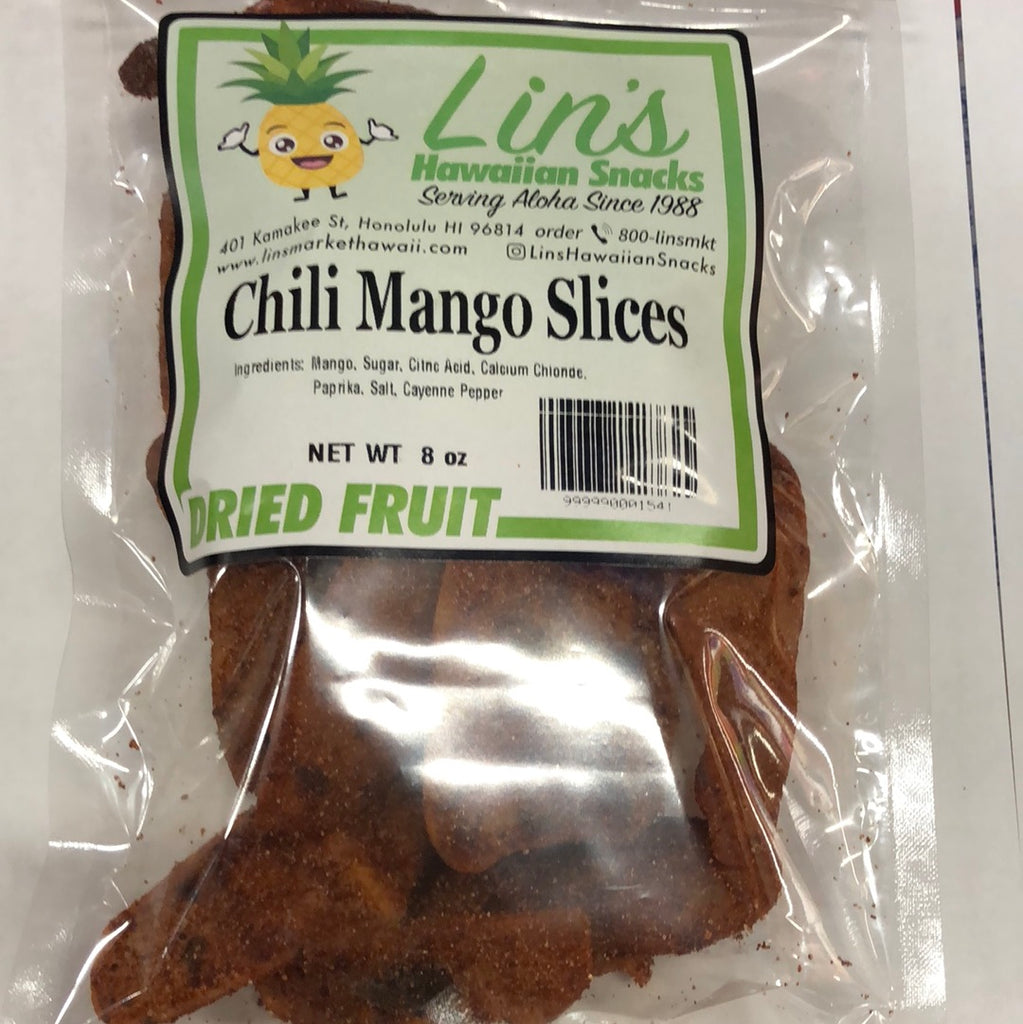 Lin's
Hawaiian Snacks
Serving Aloha Since 1988
401 Kamakee St, Honolulu HI 96814 order 800-linsmkt
www.linsmarkethawaii.com LinsHawaiianSnacks
Chili Mango Slices
Ingredients: Mango, Sugar, Citric Acid, Calcium Chloride,
Paprika, Salt, Cayenne Pepper
NET WT 8 oz
999990001541
DRIED FRUIT